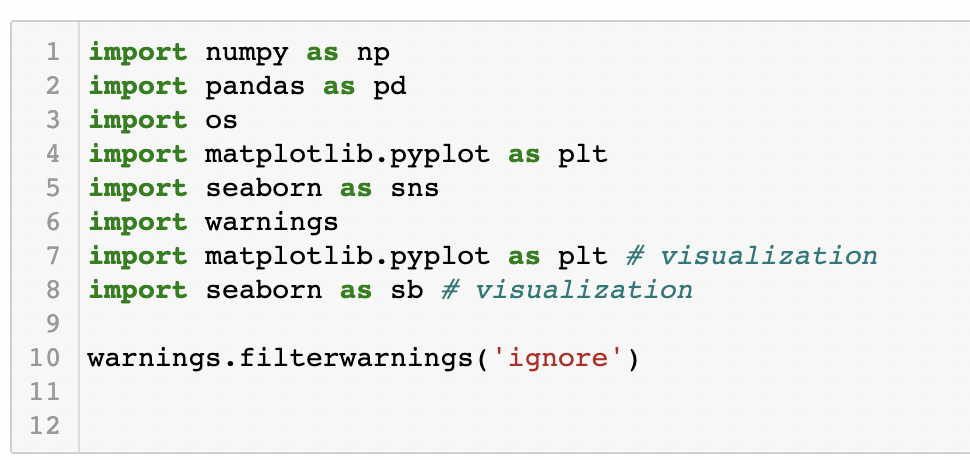 1 import numpy as np
2 import pandas as pd
3 import os
4 import matplotlib.pyplot as plt
5 import seaborn as sns
6 import warnings
7 import matplotlib.pyplot as plt # visualization
8 import seaborn as sb # visualization
9
10 warnings.filterwarnings('ignore')
11
12